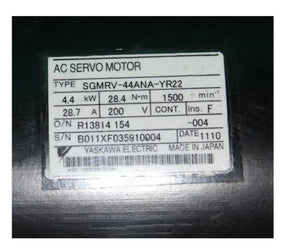 AC SERVO MOTOR
TYPE SGMRV-44ANA-YR22
4.4 kW 28.4 N·m 1500 min⁻¹
28.7 A 200 V CONT. ins. F
O/N R13814 154 -004
S/N B011XF035910004 DATE 1110
YASKAWA ELECTRIC MADE IN JAPAN